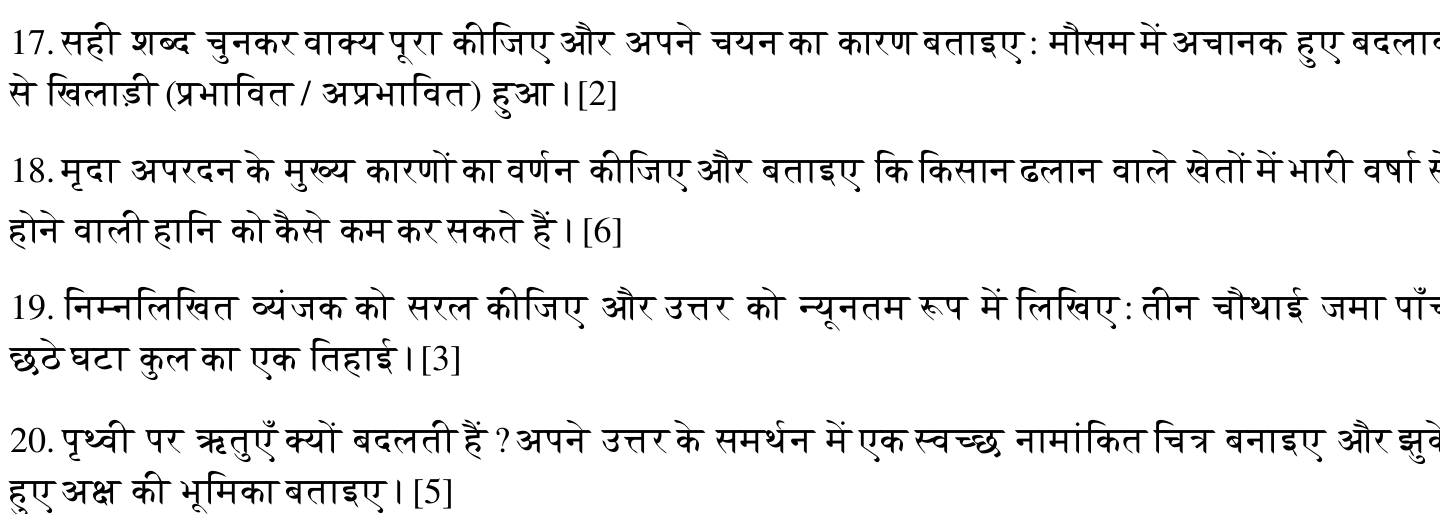 17. सही शब्द चुनकर वाक्य पूरा कीजिए और अपने चयन का कारण बताइए : मौसम में अचानक हुए बदलाव
से खिलाड़ी (प्रभावित / अप्रभावित) हुआ। [2]
18. मृदा अपरदन के मुख्य कारणों का वर्णन कीजिए और बताइए कि किसान ढलान वाले खेतों में भारी वर्षा से
होने वाली हानि को कैसे कम कर सकते हैं। [6]
19. निम्नलिखित व्यंजक को सरल कीजिए और उत्तर को न्यूनतम रूप में लिखिए : तीन चौथाई जमा पाँच
छठे घटा कुल का एक तिहाई। [3]
20. पृथ्वी पर ऋतुएँ क्यों बदलती हैं ? अपने उत्तर के समर्थन में एक स्वच्छ नामांकित चित्र बनाइए और झुके
हुए अक्ष की भूमिका बताइए। [5]